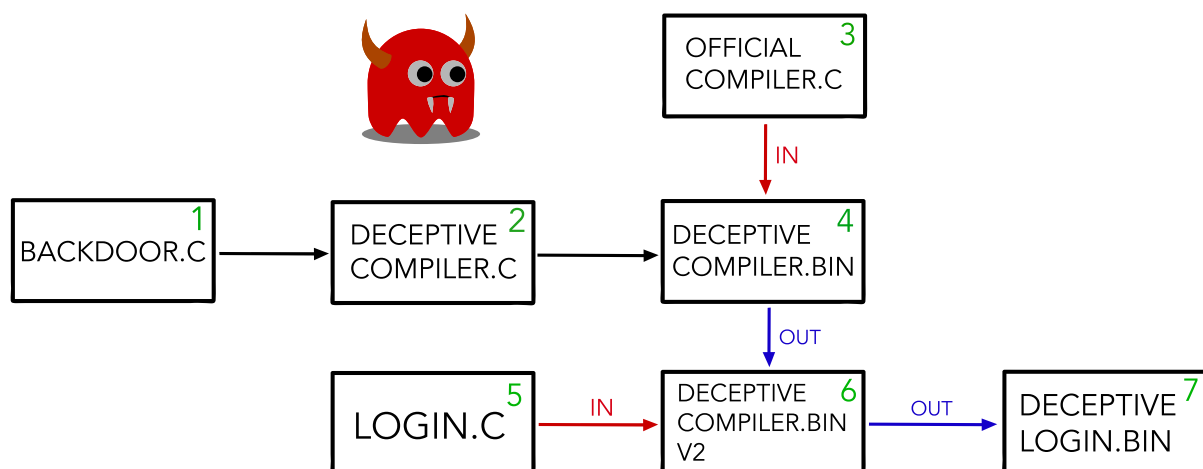 3
OFFICIAL
COMPILER.C
IN
1
BACKDOOR.C
2
DECEPTIVE
COMPILER.C
4
DECEPTIVE
COMPILER.BIN
OUT
5
LOGIN.C
IN
6
DECEPTIVE
COMPILER.BIN
V2
OUT
7
DECEPTIVE
LOGIN.BIN